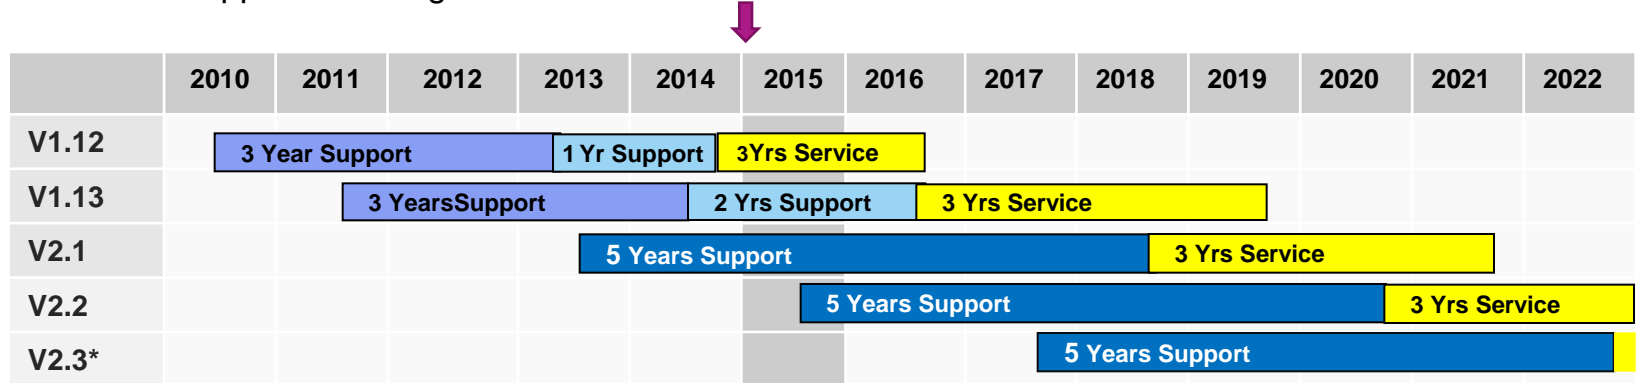 2010 2011 2012 2013 2014 2015 2016 2017 2018 2019 2020 2021 2022
V1.12 3 Year Support 1 Yr Support 3Yrs Service
V1.13 3 YearsSupport 2 Yrs Support 3 Yrs Service
V2.1 5 Years Support 3 Yrs Service
V2.2 5 Years Support 3 Yrs Service
V2.3* 5 Years Support